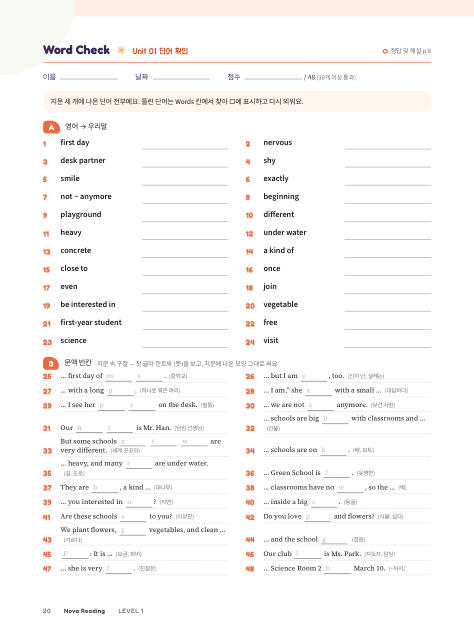 Word Check ☀ Unit 01 단어 확인
정답 및 해설 p.8
이름 날짜 점수 / 48 (38개 이상 통과)
지문 세 개에 나온 단어 전부예요. 틀린 단어는 Words 칸에서 찾아 □에 표시하고 다시 외워요.
A 영어 → 우리말
1 first day
2 nervous
3 desk partner
4 shy
5 smile
6 exactly
7 not ~ anymore
8 beginning
9 playground
10 different
11 heavy
12 under water
13 concrete
14 a kind of
15 close to
16 once
17 even
18 join
19 be interested in
20 vegetable
21 first-year student
22 free
23 science
24 visit
B 문맥 빈칸 지문 속 구절 — 첫 글자 힌트와 (뜻)를 보고, 지문에 나온 모양 그대로 써요
25 ... first day of m s . (중학교)
26 ... but I am e , too. (신이 난, 설레는)
27 ... with a long p . (하나로 묶은 머리)
28 ... I am," she s with a small ... (대답하다)
29 ... I see her p c on the desk. (필통)
30 ... we are not s anymore. (낯선 사람)
31 Our h t is Mr. Han. (담임 선생님)
... schools are big b with classrooms and ...
32 (건물)
But some schools a t w are
33 very different. (세계 곳곳의)
34 ... schools are on b . (배, 보트)
... heavy, and many r are under water.
35 (길, 도로)
36 ... Green School is f . (유명한)
37 They are b , a kind ... (대나무)
38 ... classrooms have no w , so the ... (벽)
39 ... you interested in n ? (자연)
40 ... inside a big c . (동굴)
41 Are these schools s to you? (이상한)
42 Do you love p and flowers? (식물, 심다)
We plant flowers, g vegetables, and clean ...
43 (기르다)
44 ... and the school g . (정원)
45 F : It is ... (요금, 회비)
46 Our club l is Ms. Park. (지도자, 담당)
47 ... she is very f . (친절한)
48 ... Science Room 2 b March 10. (~까지)
20 Nova Reading LEVEL 1